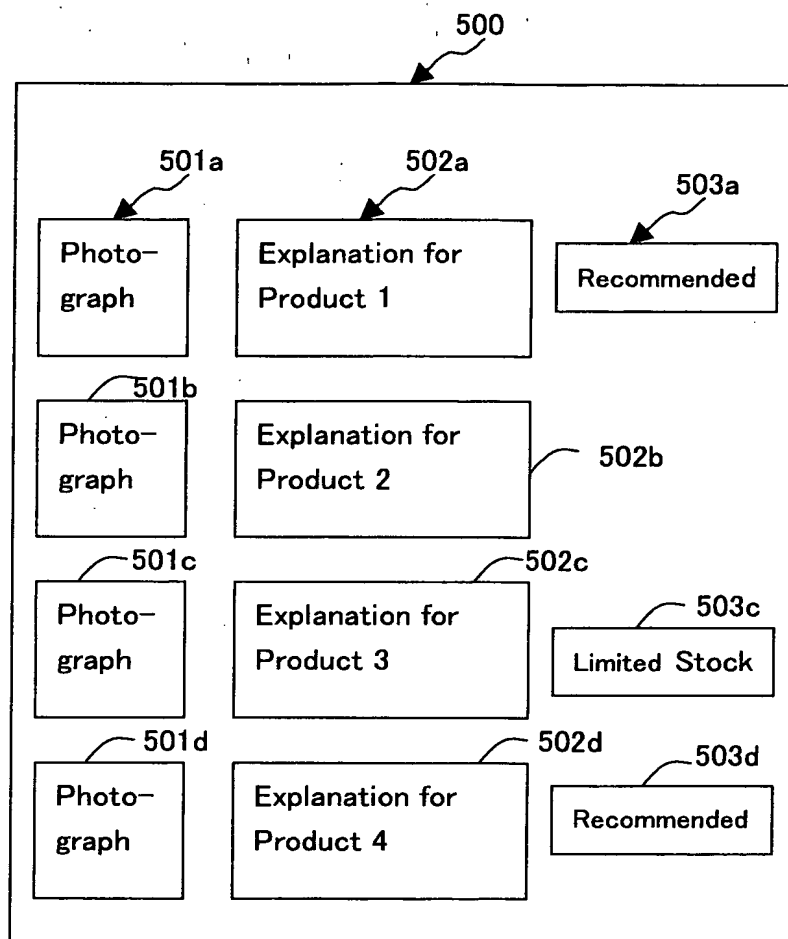 500
501a
502a
503a
Photo-
graph
Explanation for
Product 1
Recommended
501b
Photo-
graph
Explanation for
Product 2
502b
501c
502c
503c
Photo-
graph
Explanation for
Product 3
Limited Stock
501d
502d
503d
Photo-
graph
Explanation for
Product 4
Recommended